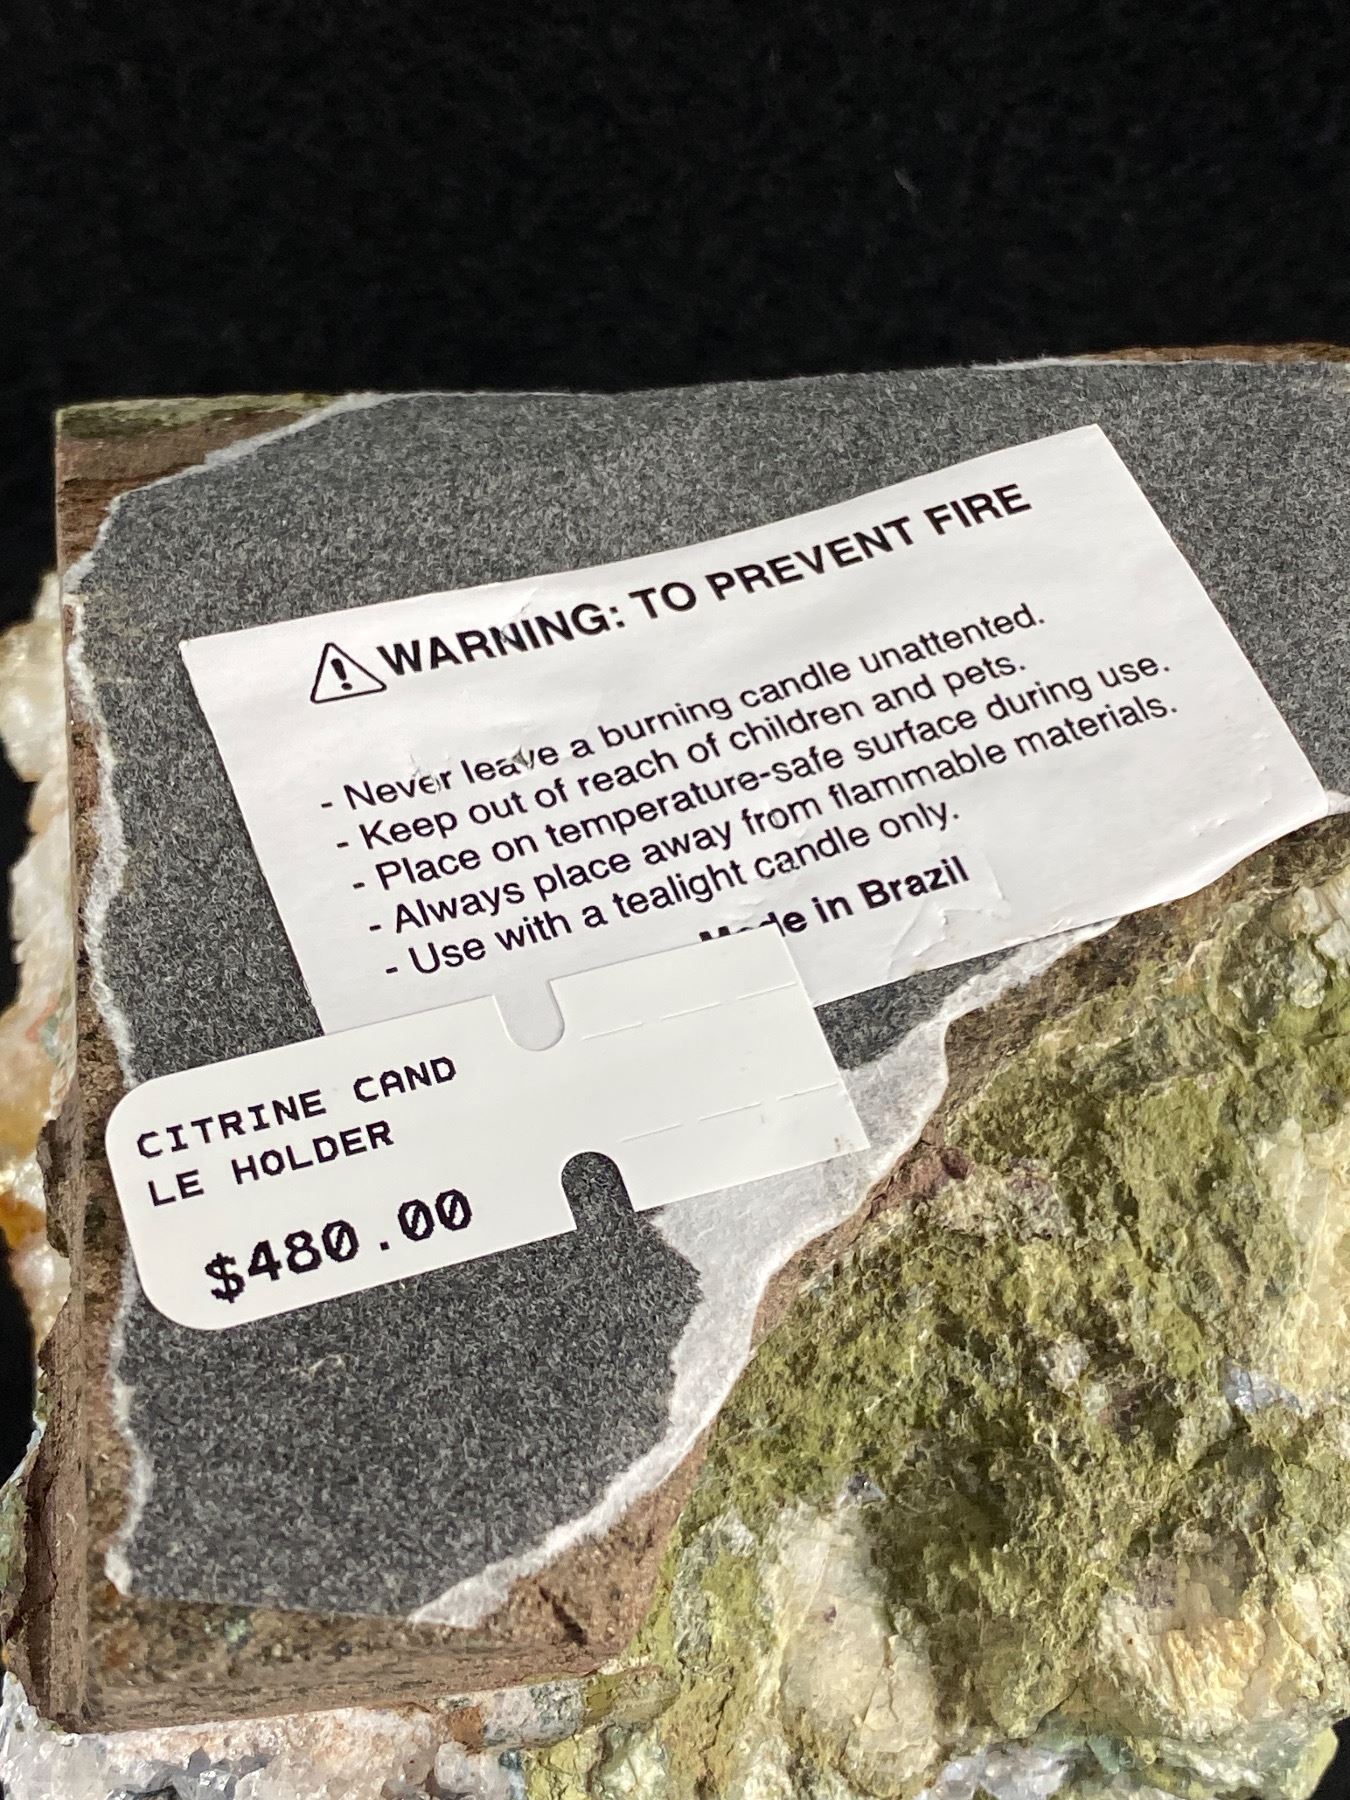 WARNING: TO PREVENT FIRE
- Never leave a burning candle unattented.
- Keep out of reach of children and pets.
- Place on temperature-safe surface during use.
- Always place away from flammable materials.
- Use with a tealight candle only.
Made in Brazil
CITRINE CAND
LE HOLDER
$480.00